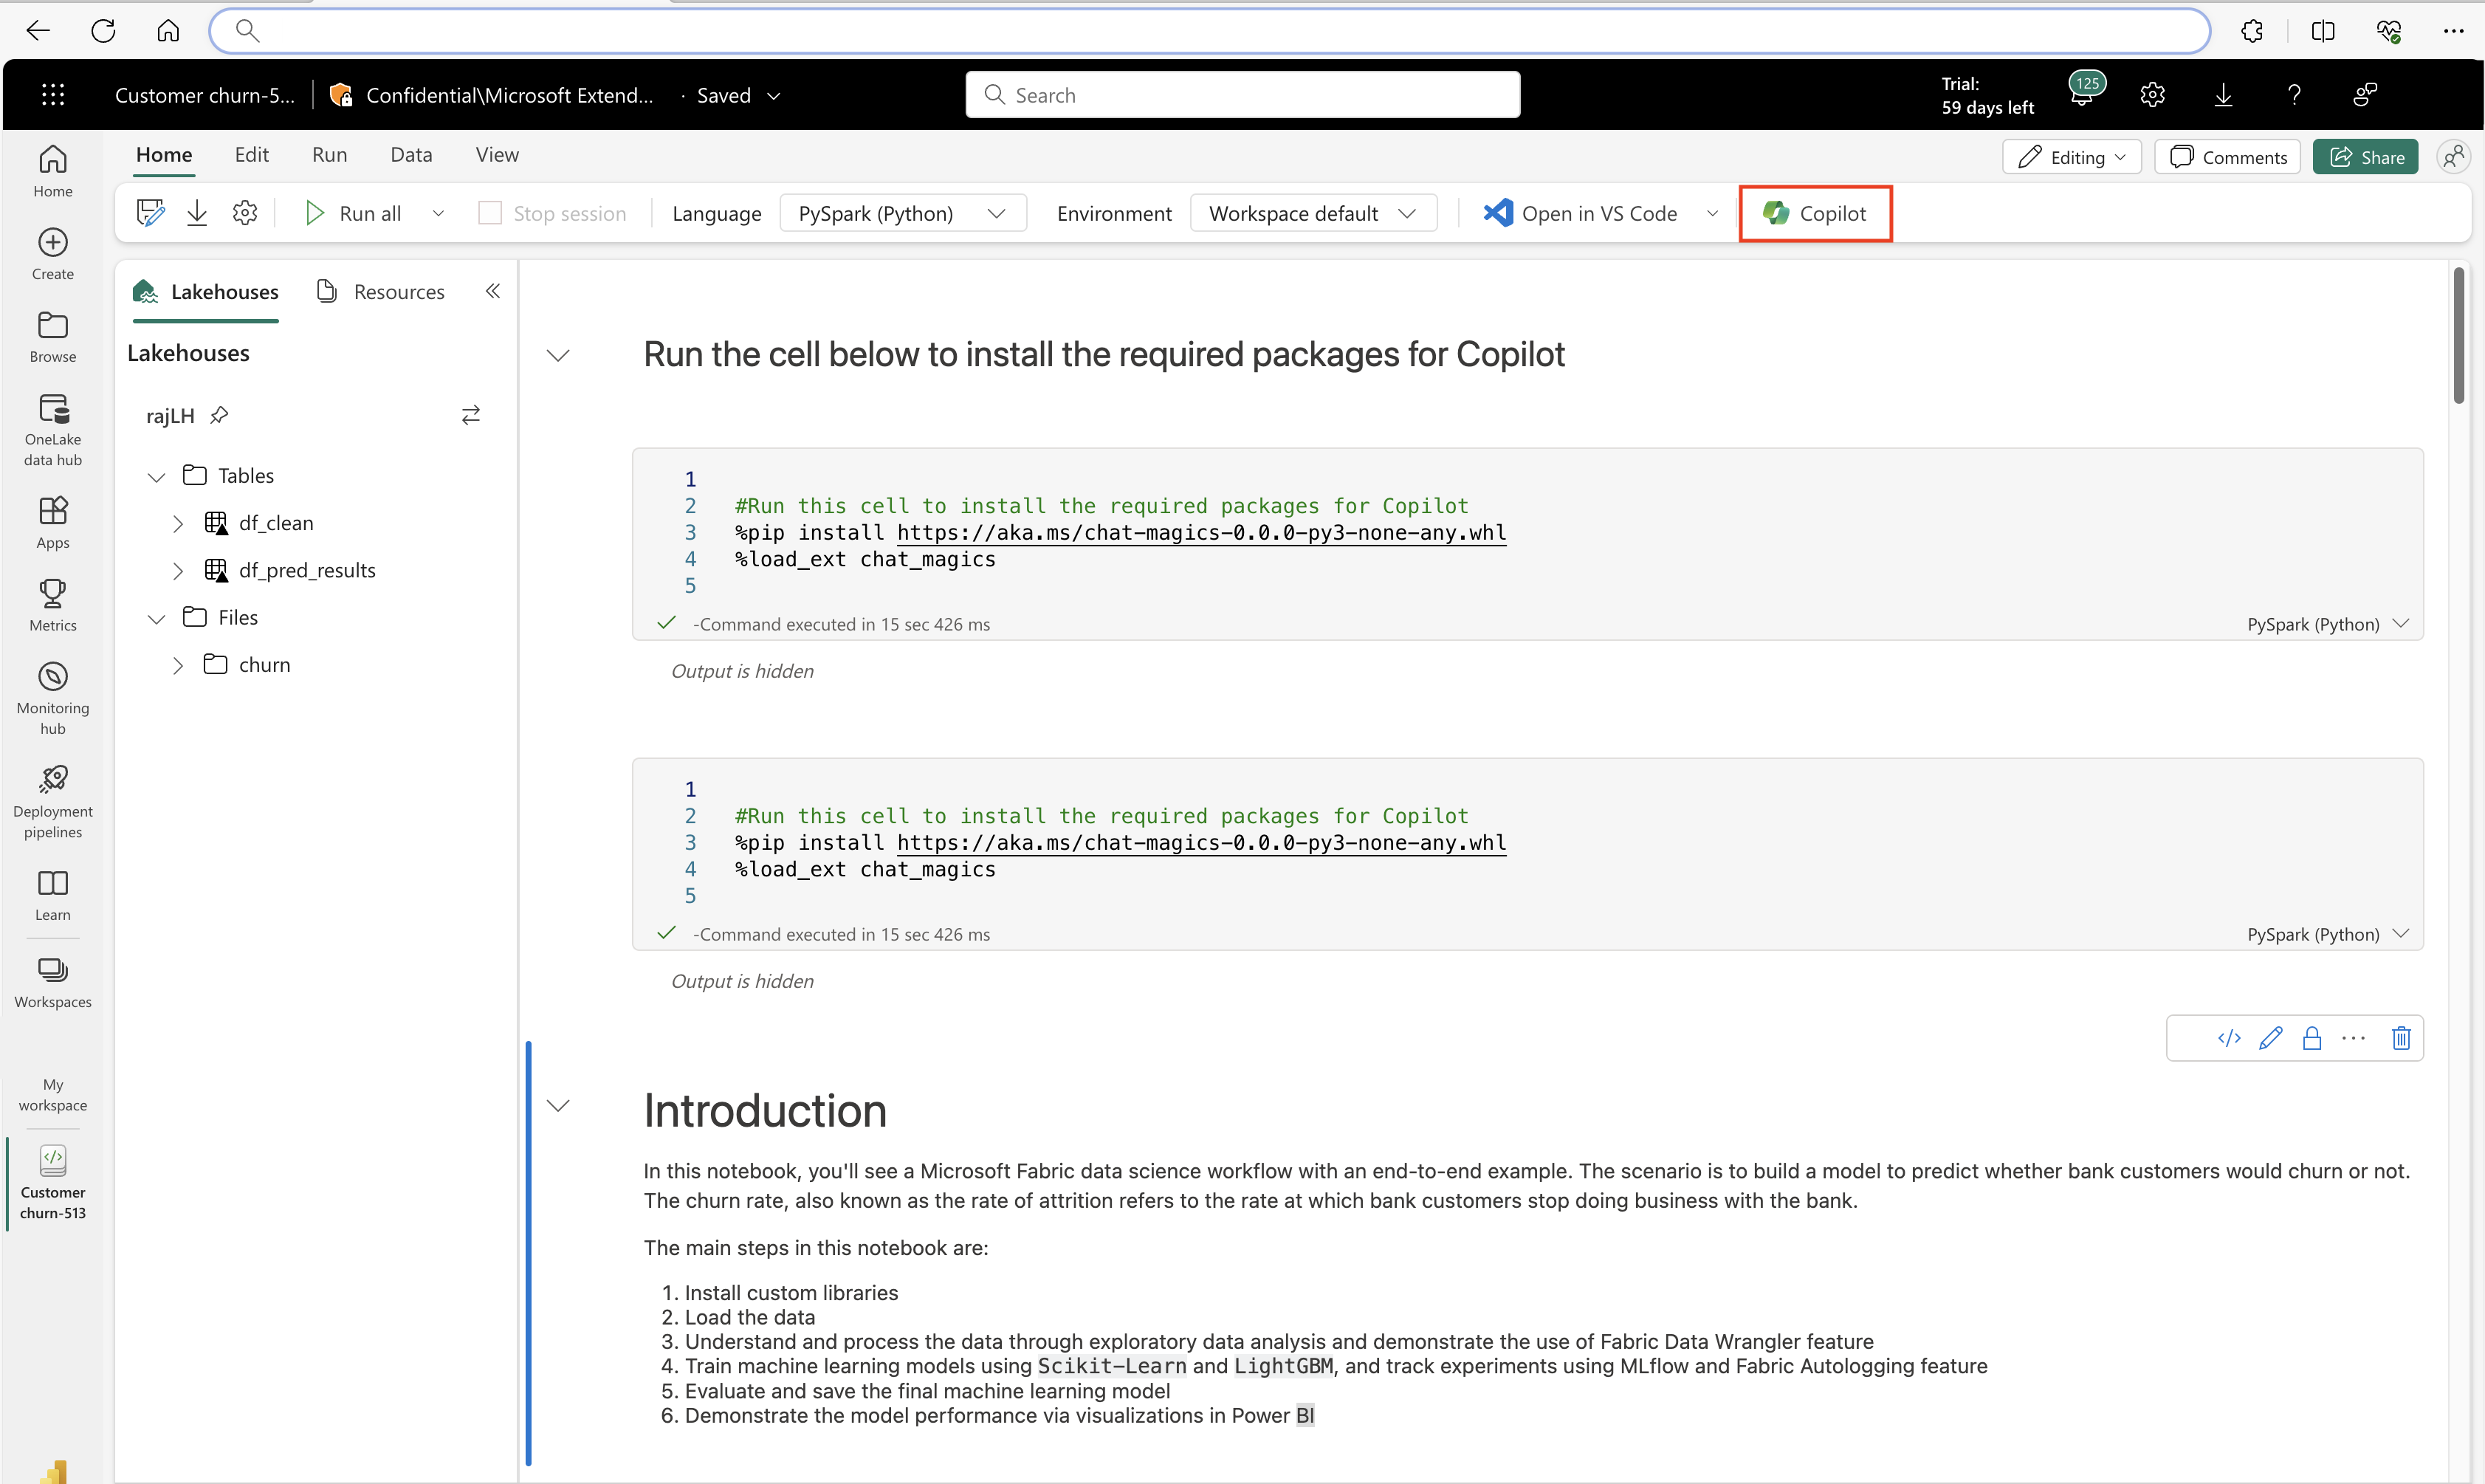 Customer churn-5...
Confidential\Microsoft Extend...
· Saved
Search
Trial:
59 days left
125
Home
Edit
Run
Data
View
Editing
Comments
Share
Run all
Stop session
Language
PySpark (Python)
Environment
Workspace default
Open in VS Code
Copilot
Home
Create
Browse
OneLake
data hub
Apps
Metrics
Monitoring
hub
Deployment
pipelines
Learn
Workspaces
My
workspace
Customer
churn-513
Lakehouses
Resources
Lakehouses
rajLH
Tables
df_clean
df_pred_results
Files
churn
Run the cell below to install the required packages for Copilot
1
2 #Run this cell to install the required packages for Copilot
3 %pip install https://aka.ms/chat-magics-0.0.0-py3-none-any.whl
4 %load_ext chat_magics
5
-Command executed in 15 sec 426 ms
PySpark (Python)
Output is hidden
1
2 #Run this cell to install the required packages for Copilot
3 %pip install https://aka.ms/chat-magics-0.0.0-py3-none-any.whl
4 %load_ext chat_magics
5
-Command executed in 15 sec 426 ms
PySpark (Python)
Output is hidden
Introduction
In this notebook, you'll see a Microsoft Fabric data science workflow with an end-to-end example. The scenario is to build a model to predict whether bank customers would churn or not.
The churn rate, also known as the rate of attrition refers to the rate at which bank customers stop doing business with the bank.
The main steps in this notebook are:
1. Install custom libraries
2. Load the data
3. Understand and process the data through exploratory data analysis and demonstrate the use of Fabric Data Wrangler feature
4. Train machine learning models using Scikit-Learn and LightGBM, and track experiments using MLflow and Fabric Autologging feature
5. Evaluate and save the final machine learning model
6. Demonstrate the model performance via visualizations in Power BI